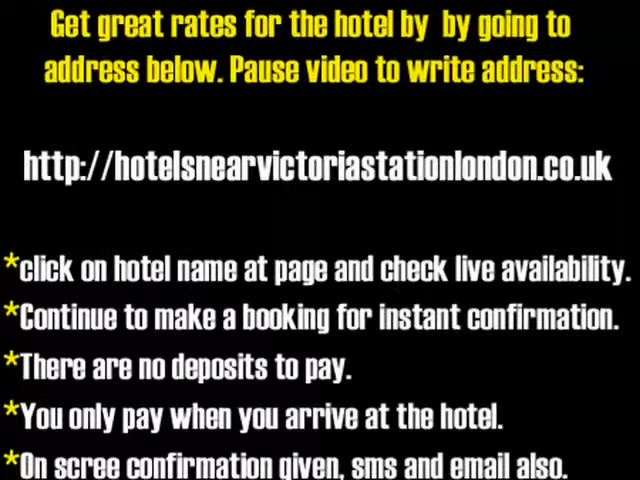 Get great rates for the hotel by by going to
address below. Pause video to write address:
http://hotelsnearvictoriastationlondon.co.uk
*click on hotel name at page and check live availability.
*Continue to make a booking for instant confirmation.
*There are no deposits to pay.
*You only pay when you arrive at the hotel.
*On scree confirmation given, sms and email also.